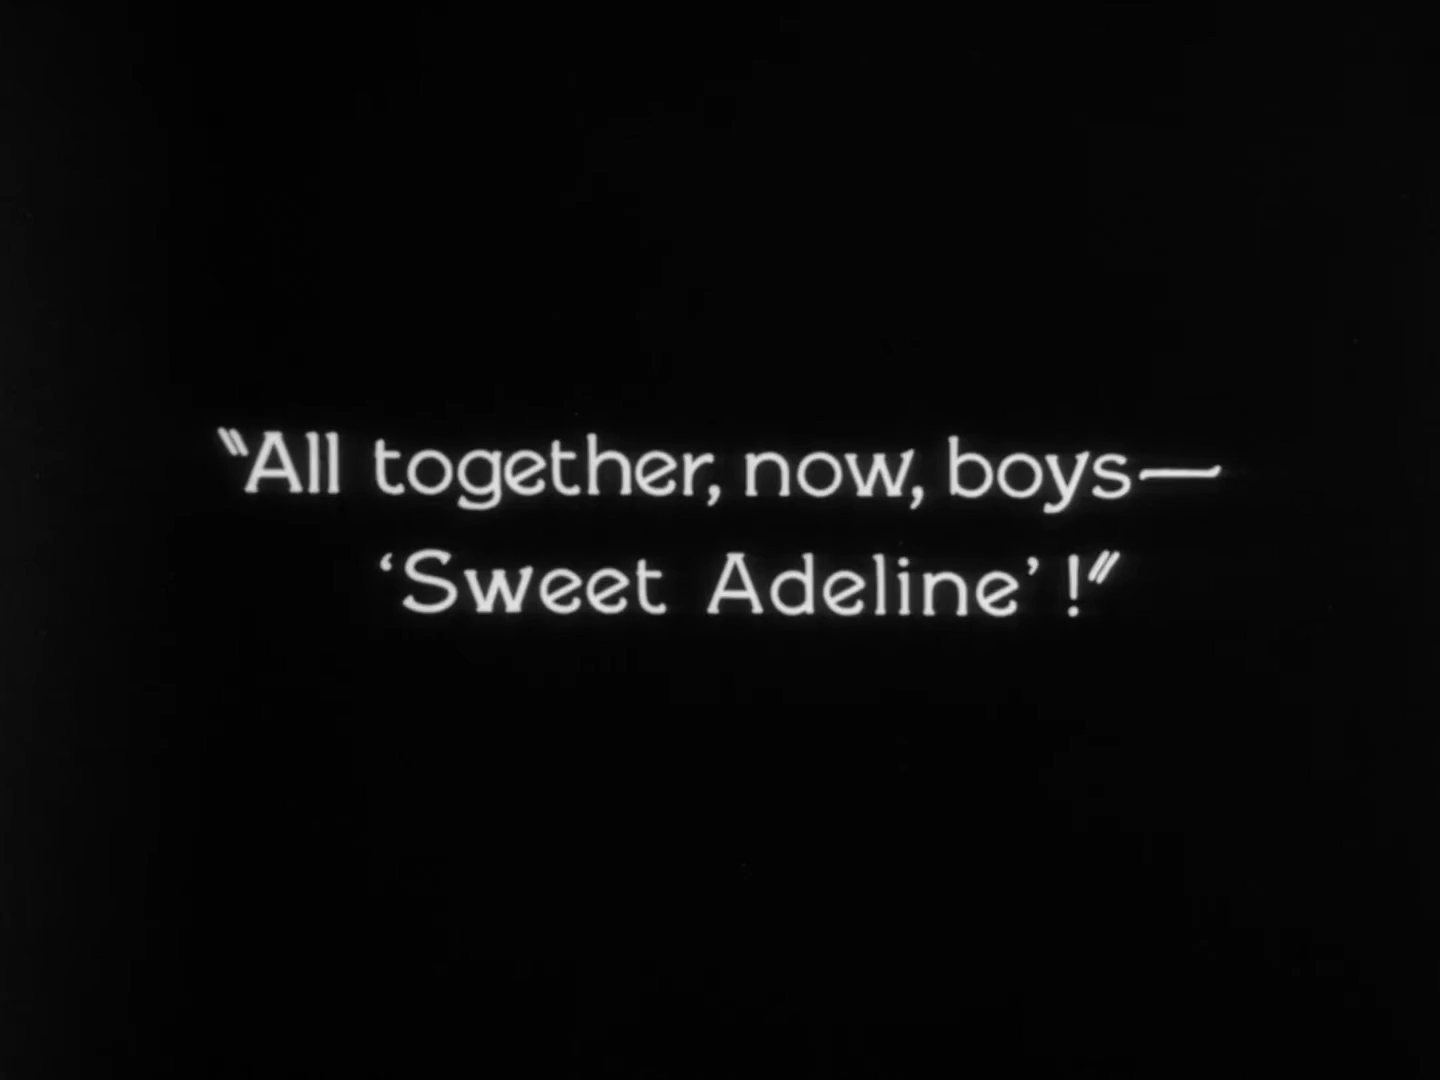 "All together, now, boys—
'Sweet Adeline' !"